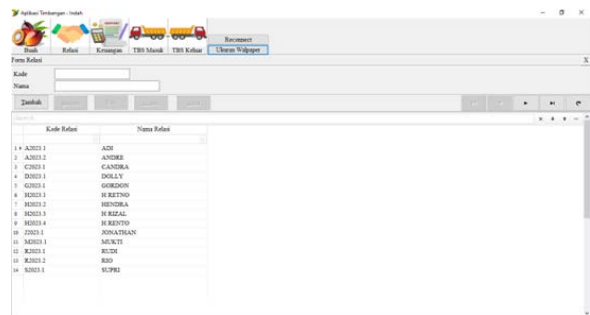 Aplikasi Timbangan - Indah
Buah Relasi Keuangan TBS Masuk TBS Keluar
Reconnect
Ukuran Walpaper
Form Relasi X
Kode
Nama
Tambah
Search
Kode Relasi Nama Relasi
1 A2023.1 ADI
2 A2023.2 ANDRE
3 C2023.1 CANDRA
4 D2023.1 DOLLY
5 G2023.1 GORDON
6 H2023.1 H RETNO
7 H2023.2 HENDRA
8 H2023.3 H RIZAL
9 H2023.4 H RENTO
10 J2023.1 JONATHAN
11 M2023.1 MUKTI
12 R2023.1 RUDI
13 R2023.2 RIO
14 S2023.1 SUPRI